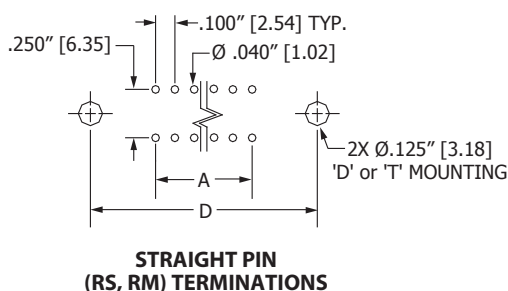 .100″ [2.54] TYP.
.250″ [6.35]
Ø .040″ [1.02]
2X Ø.125″ [3.18]
'D' or 'T' MOUNTING
A
D
STRAIGHT PIN
(RS, RM) TERMINATIONS